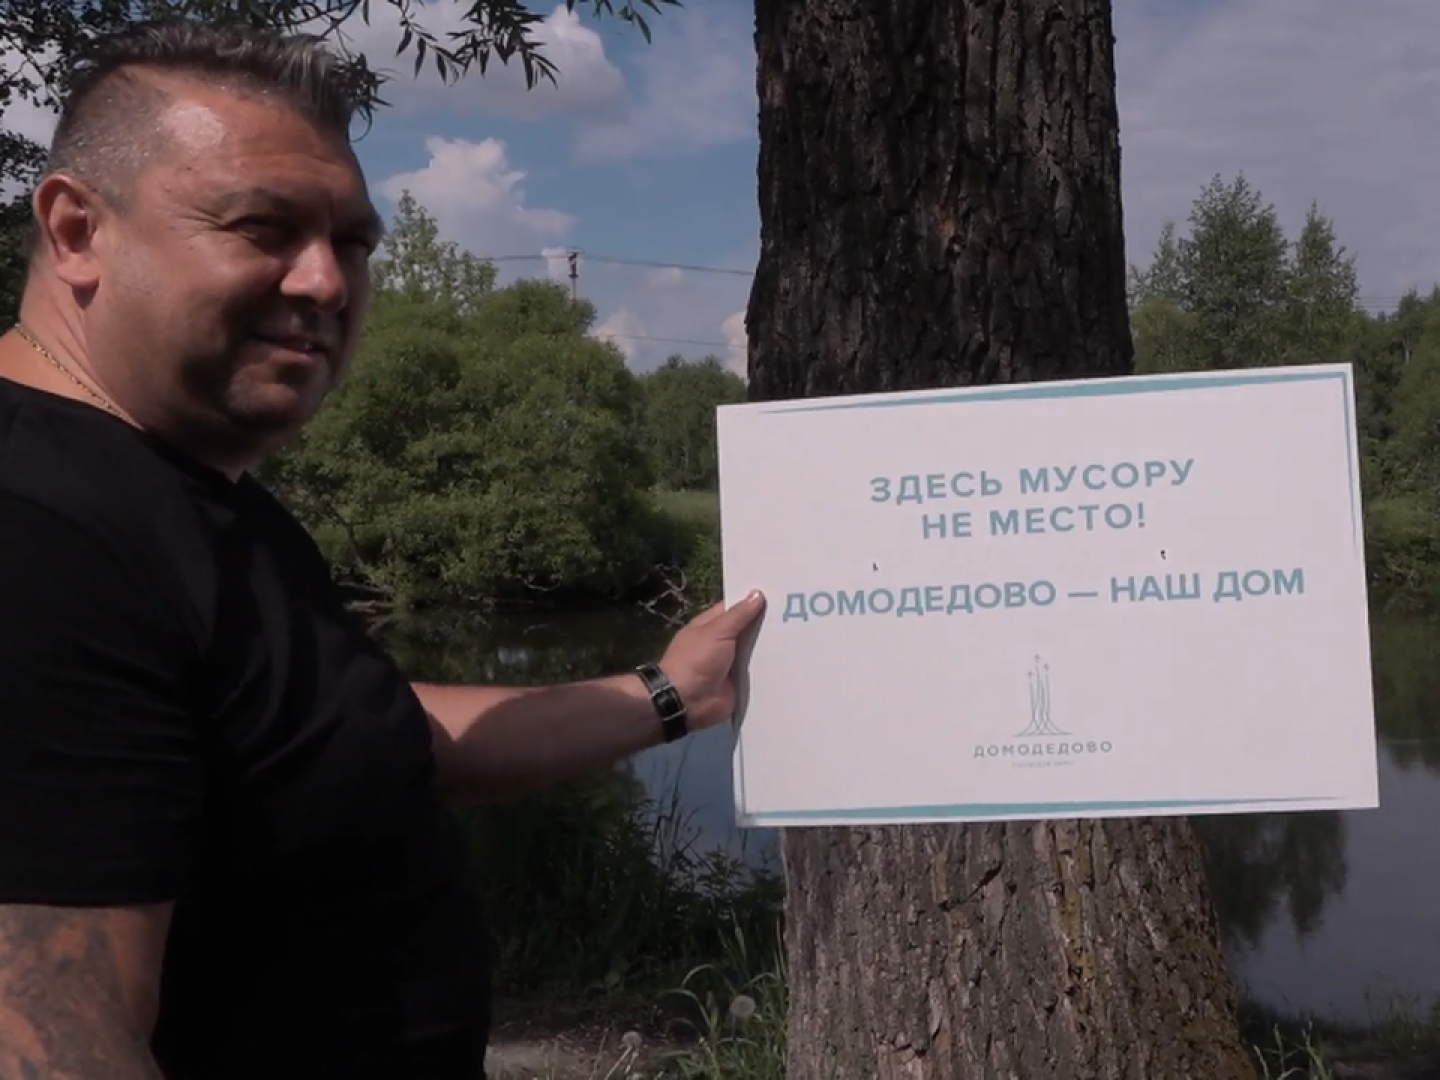 ЗДЕСЬ МУСОРУ
НЕ МЕСТО!
ДОМОДЕДОВО — НАШ ДОМ
ДОМОДЕДОВО